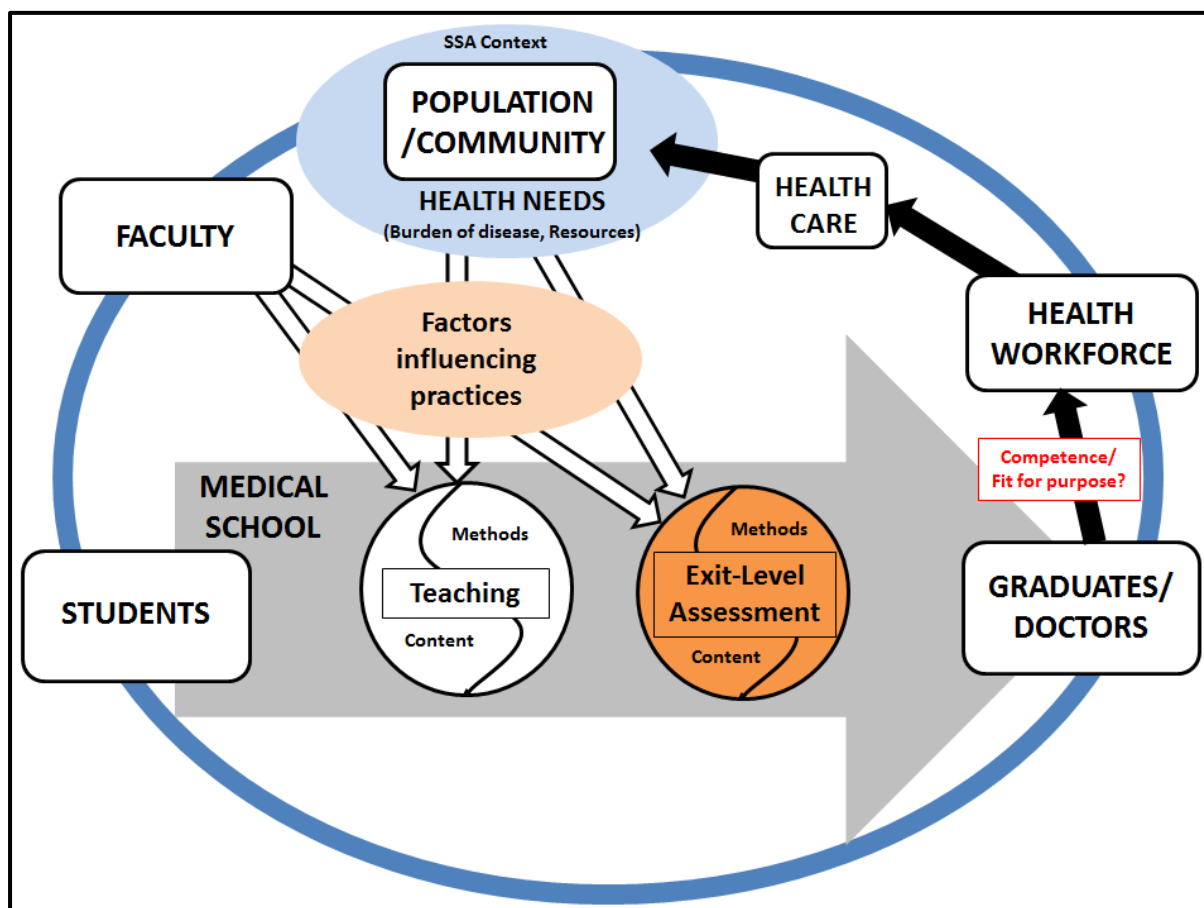 SSA Context
POPULATION
/COMMUNITY
HEALTH NEEDS
(Burden of disease, Resources)
HEALTH
CARE
FACULTY
Factors
influencing
practices
HEALTH
WORKFORCE
Competence/
Fit for purpose?
MEDICAL
SCHOOL
STUDENTS
Methods
Teaching
Content
Methods
Exit-Level
Assessment
Content
GRADUATES/
DOCTORS